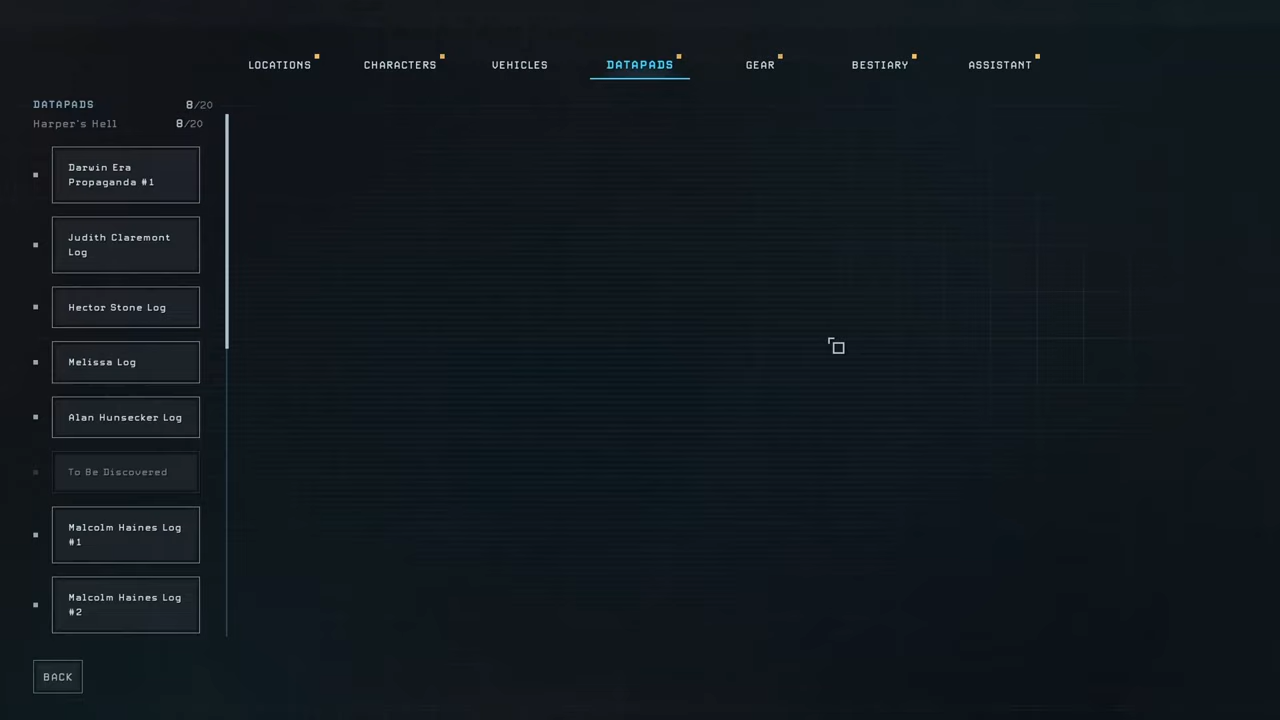 LOCATIONS
CHARACTERS
VEHICLES
DATAPADS
GEAR
BESTIARY
ASSISTANT
DATAPADS 8/20
Harper's Hell 8/20
Darwin Era
Propaganda #1
Judith Claremont
Log
Hector Stone Log
Melissa Log
Alan Hunsecker Log
To Be Discovered
Malcolm Haines Log
#1
Malcolm Haines Log
#2
BACK